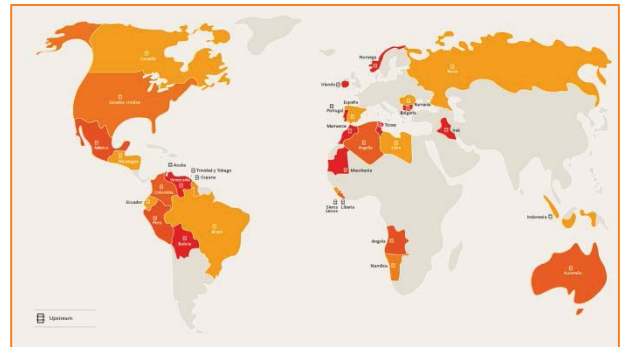 Canadá
Estados Unidos
México
Nicaragua
Aruba
Trinidad y Tobago
Guyana
Venezuela
Colombia
Ecuador
Perú
Brasil
Bolivia
Noruega
Irlanda
Rusia
España
Portugal
Rumanía
Bulgaria
Marruecos
Túnez
Irak
Argelia
Libia
Mauritania
Sierra
Leona
Liberia
Angola
Namibia
Indonesia
Australia
Upstream